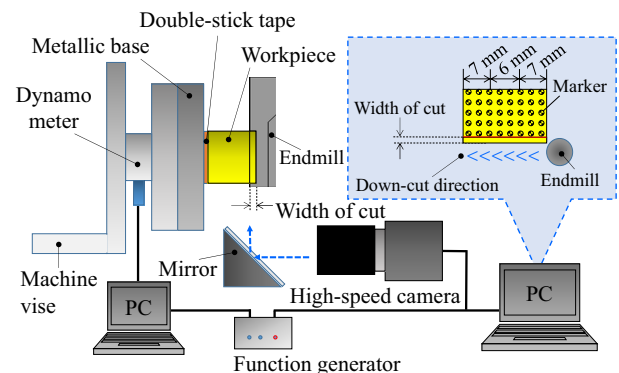 Double-stick tape
Metallic base
Workpiece
Dynamo
meter
Endmill
Width of cut
Machine
vise
Mirror
High-speed camera
PC
Function generator
PC
7 mm
6 mm
7 mm
Marker
Width of cut
Down-cut direction
Endmill